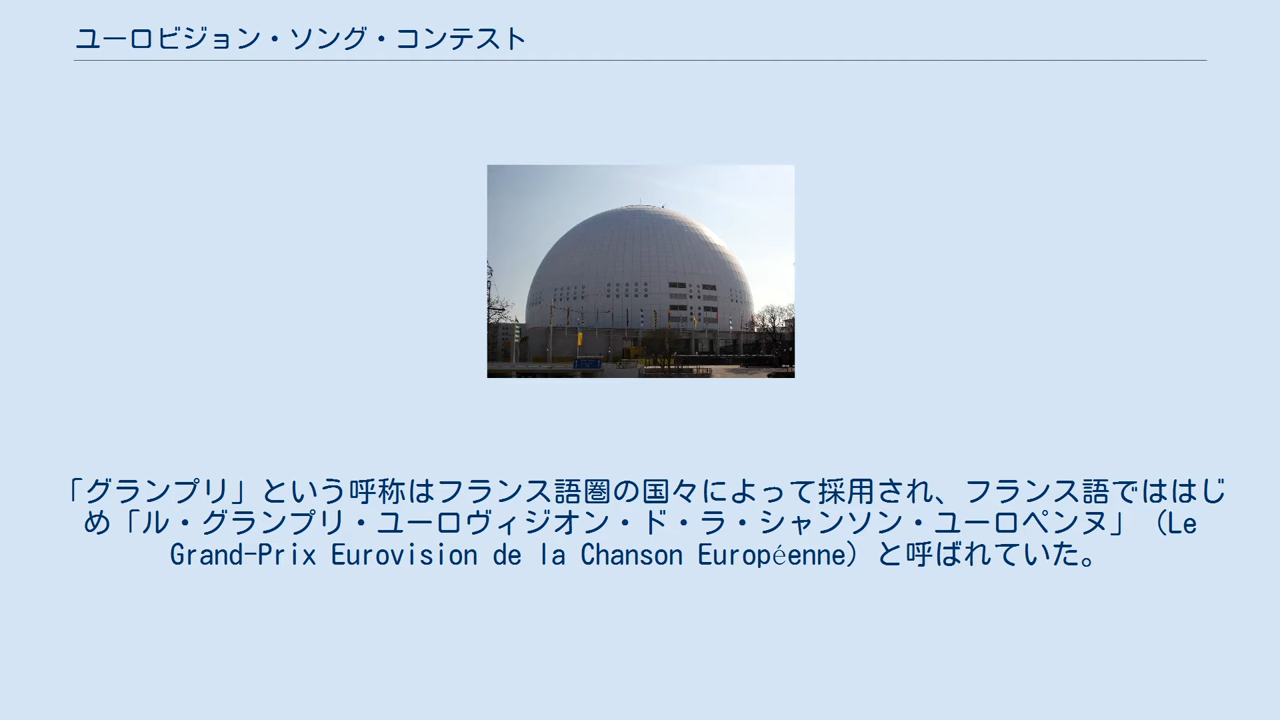 ユーロビジョン・ソング・コンテスト
「グランプリ」という呼称はフランス語圏の国々によって採用され、フランス語でははじ
め「ル・グランプリ・ユーロヴィジオン・ド・ラ・シャンソン・ユーロペンヌ」（Le
Grand-Prix Eurovision de la Chanson Européenne）と呼ばれていた。